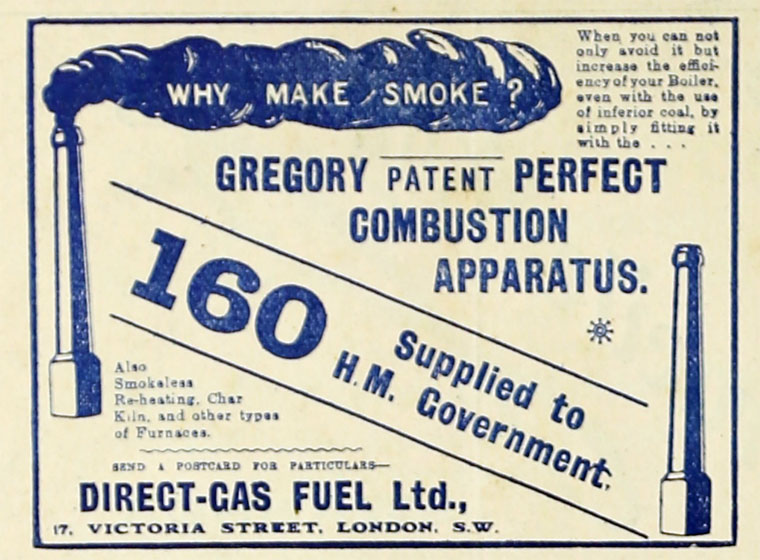 WHY MAKE SMOKE?
When you can not
only avoid it but
increase the effici-
ency of your Boiler,
even with the use
of inferior coal, by
simply fitting it
with the . . .
GREGORY PATENT PERFECT
COMBUSTION
APPARATUS.
160 Supplied to
H.M. Government.
Also
Smokeless
Re-heating, Char
Kiln, and other types
of Furnaces.
SEND A POSTCARD FOR PARTICULARS—
DIRECT-GAS FUEL Ltd.,
17, VICTORIA STREET, LONDON, S.W.